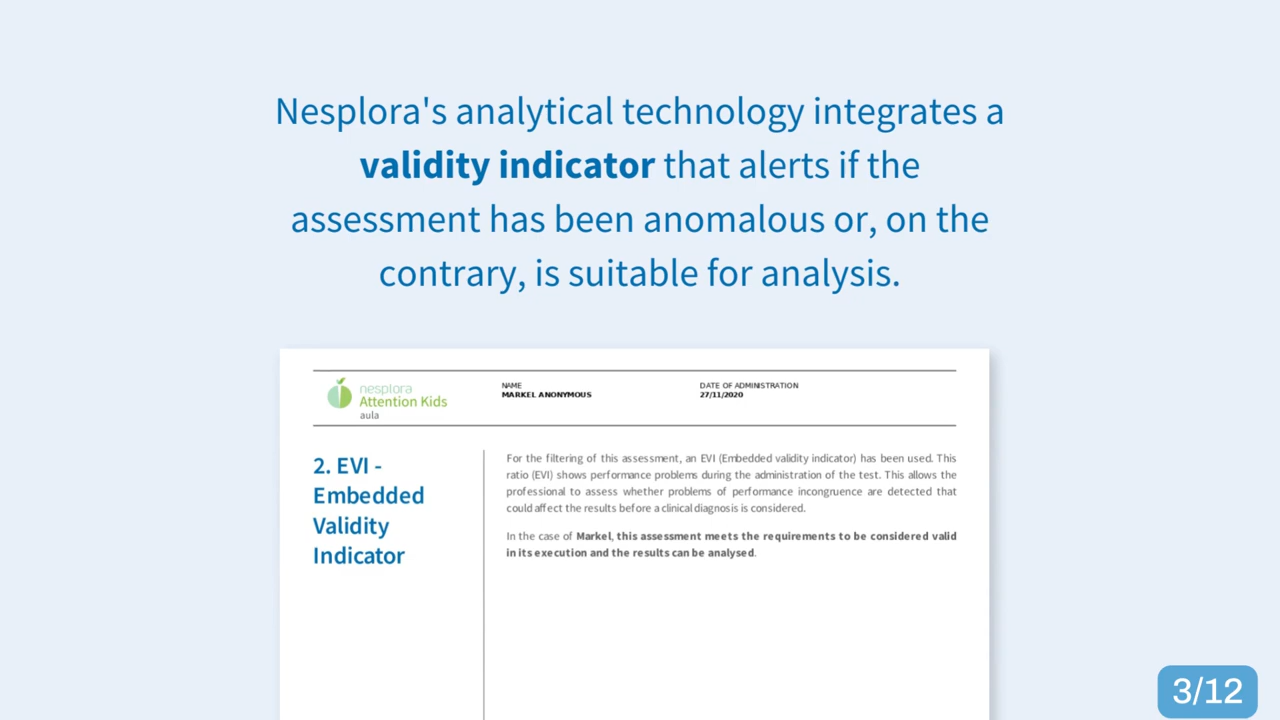 Nesplora's analytical technology integrates a
validity indicator that alerts if the
assessment has been anomalous or, on the
contrary, is suitable for analysis.
nesplora
Attention Kids
aula
NAME
MARKEL ANONYMOUS
DATE OF ADMINISTRATION
27/11/2020
2. EVI -
Embedded
Validity
Indicator
For the filtering of this assessment, an EVI (Embedded validity indicator) has been used. This
ratio (EVI) shows performance problems during the administration of the test. This allows the
professional to assess whether problems of performance incongruence are detected that
could affect the results before a clinical diagnosis is considered.
In the case of Markel, this assessment meets the requirements to be considered valid
in its execution and the results can be analysed.
3/12